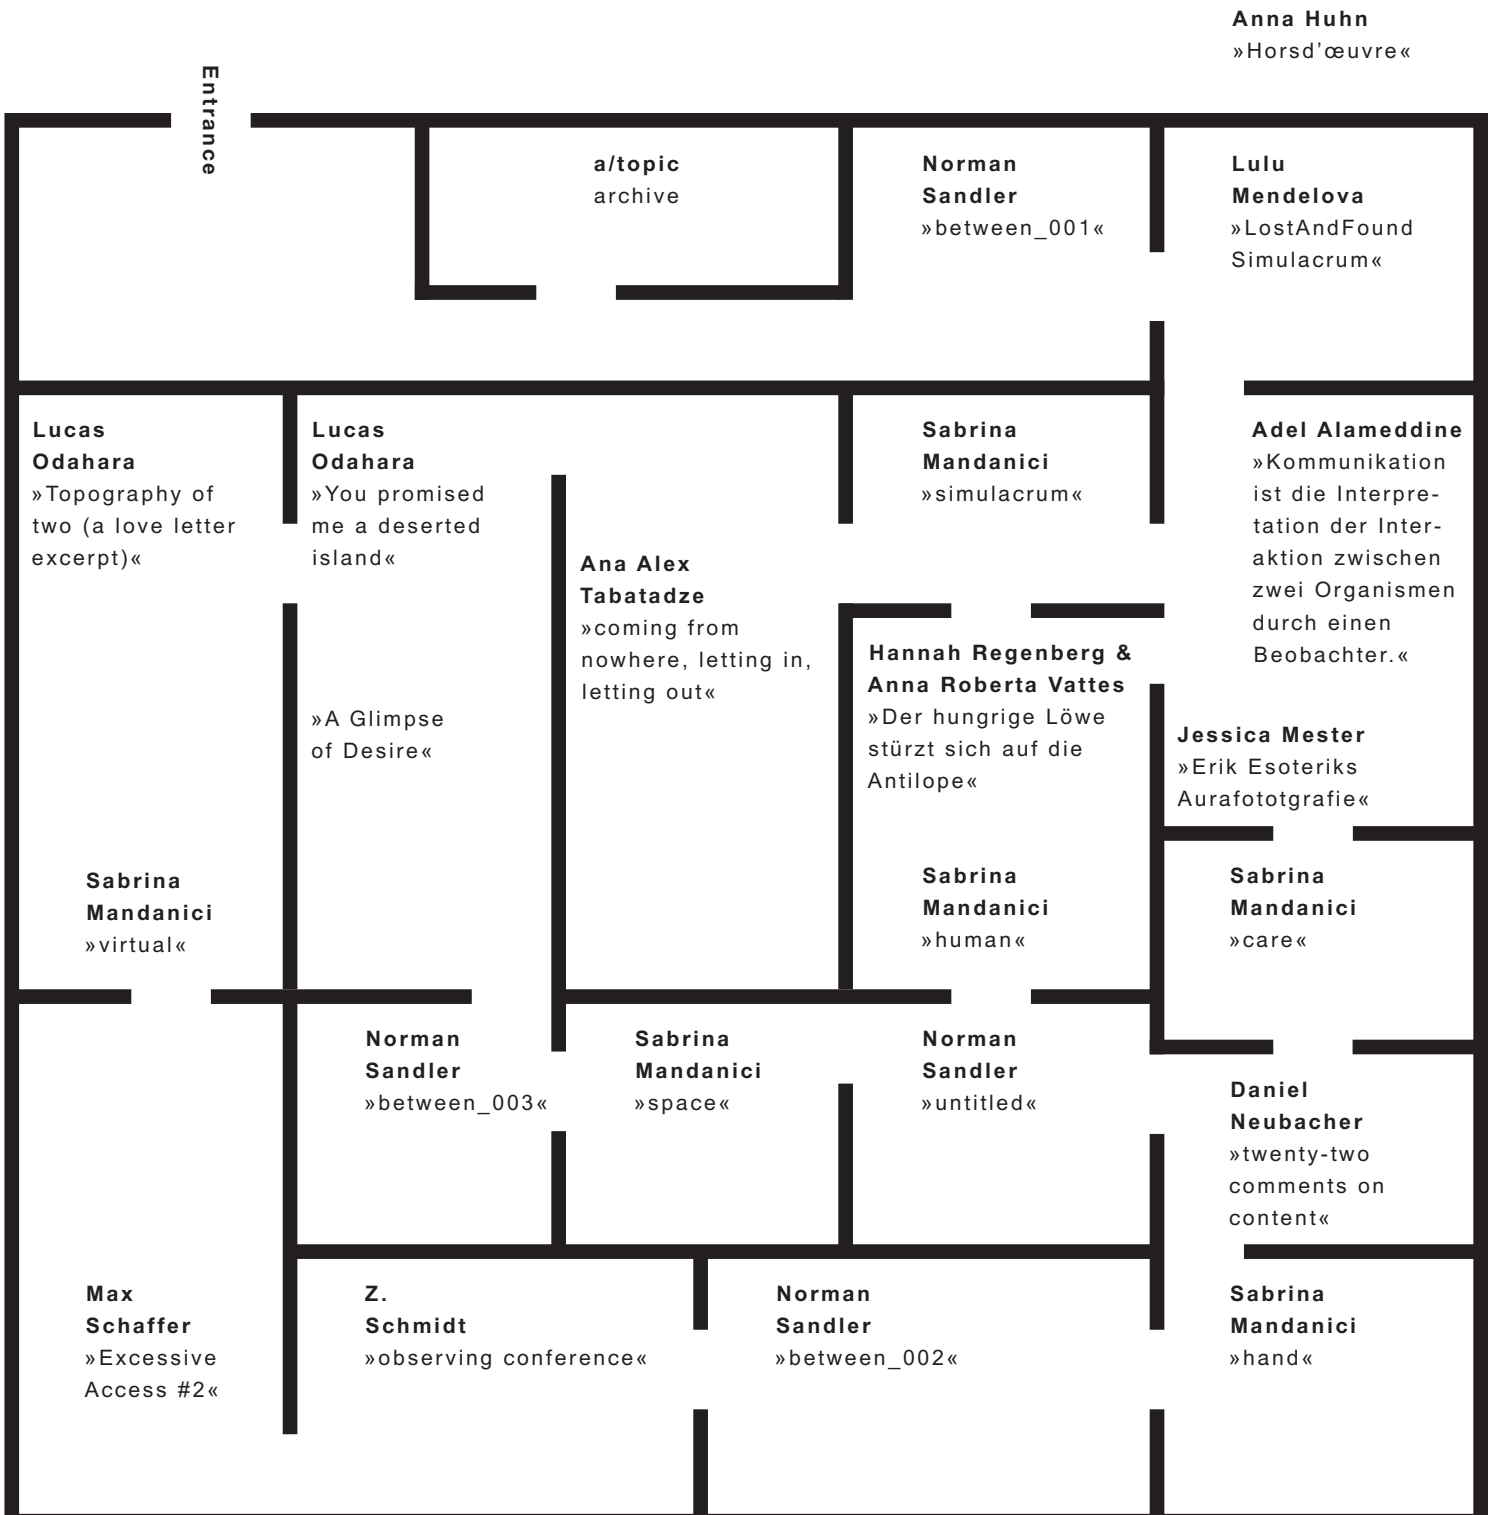 Anna Huhn
»Horsd’œuvre«
Entrance
a/topic
archive
Norman
Sandler
»between_001«
Lulu
Mendelova
»LostAndFound
Simulacrum«
Lucas
Odahara
»Topography of
two (a love letter
excerpt)«
Lucas
Odahara
»You promised
me a deserted
island«
»A Glimpse
of Desire«
Ana Alex
Tabatadze
»coming from
nowhere, letting in,
letting out«
Sabrina
Mandanici
»simulacrum«
Adel Alameddine
»Kommunikation
ist die Interpre-
tation der Inter-
aktion zwischen
zwei Organismen
durch einen
Beobachter.«
Hannah Regenberg &
Anna Roberta Vattes
»Der hungrige Löwe
stürzt sich auf die
Antilope«
Jessica Mester
»Erik Esoteriks
Aurafototgrafie«
Sabrina
Mandanici
»virtual«
Sabrina
Mandanici
»human«
Sabrina
Mandanici
»care«
Norman
Sandler
»between_003«
Sabrina
Mandanici
»space«
Norman
Sandler
»untitled«
Daniel
Neubacher
»twenty-two
comments on
content«
Max
Schaffer
»Excessive
Access #2«
Z.
Schmidt
»observing conference«
Norman
Sandler
»between_002«
Sabrina
Mandanici
»hand«